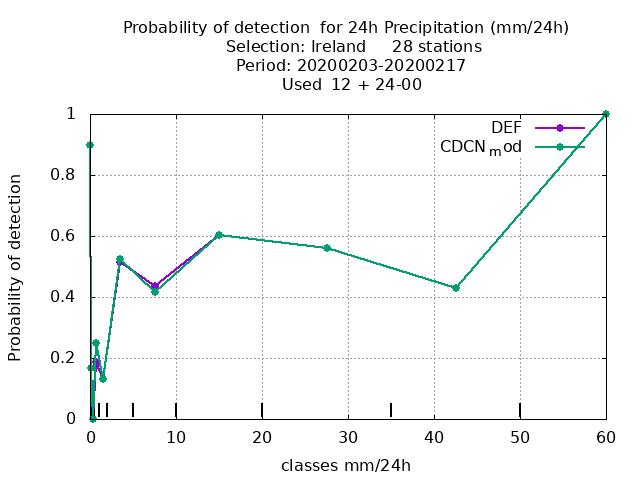 Probability of detection  for 24h Precipitation (mm/24h)
Selection: Ireland     28 stations
Period: 20200203-20200217
Used  12 + 24-00
DEF
CDCN_mod
Probability of detection
1
0.8
0.6
0.4
0.2
0
0 10 20 30 40 50 60
classes mm/24h